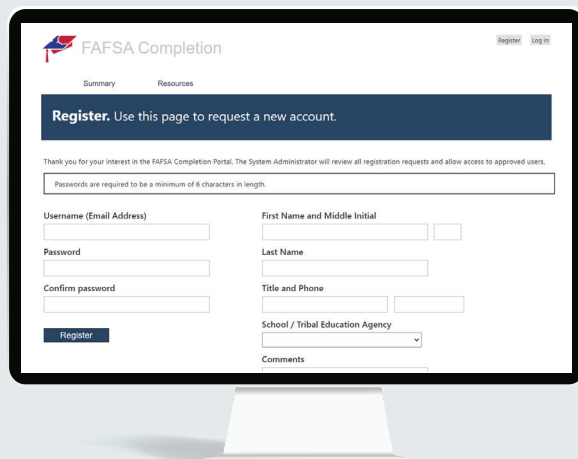 FAFSA Completion
Register Log in
Summary Resources
Register. Use this page to request a new account.
Thank you for your interest in the FAFSA Completion Portal. The System Administrator will review all registration requests and allow access to approved users.
Passwords are required to be a minimum of 6 characters in length.
Username (Email Address)
First Name and Middle Initial
Password
Last Name
Confirm password
Title and Phone
Register
School / Tribal Education Agency
Comments